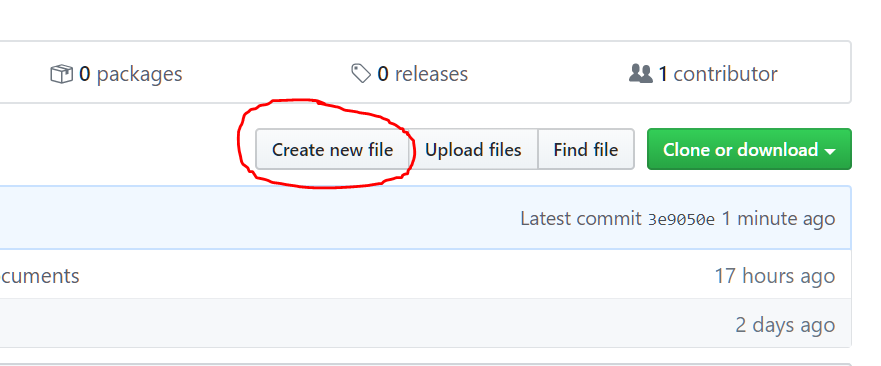 0 packages 0 releases 1 contributor
Create new file Upload files Find file Clone or download
Latest commit 3e9050e 1 minute ago
cuments 17 hours ago
2 days ago